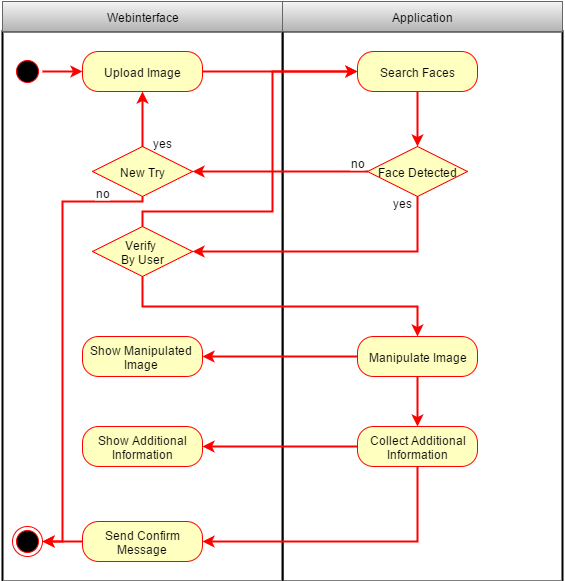 Webinterface
Application
Upload Image
Search Faces
yes
no
New Try
Face Detected
no
yes
Verify
By User
Show Manipulated
Image
Manipulate Image
Show Additional
Information
Collect Additional
Information
Send Confirm
Message